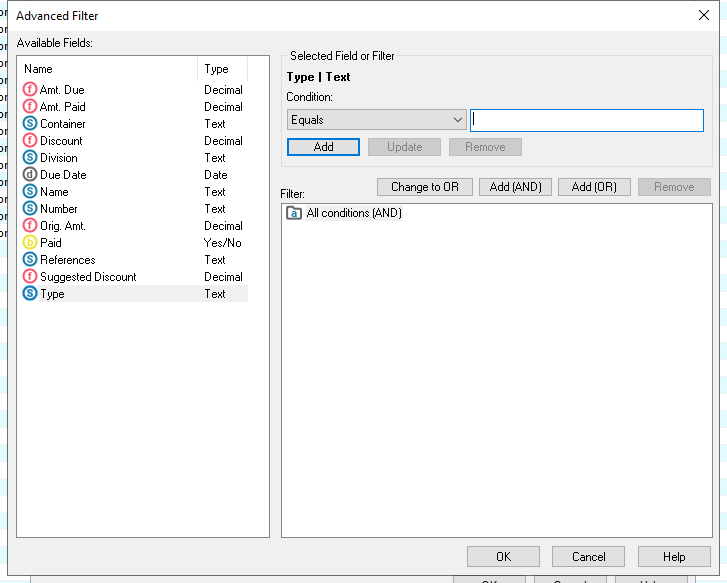 Advanced Filter
Available Fields:
Name Type
Amt. Due Decimal
Amt. Paid Decimal
Container Text
Discount Decimal
Division Text
Due Date Date
Name Text
Number Text
Orig. Amt. Decimal
Paid Yes/No
References Text
Suggested Discount Decimal
Type Text
Selected Field or Filter
Type | Text
Condition:
Equals
Add Update Remove
Change to OR Add (AND) Add (OR) Remove
Filter:
All conditions (AND)
OK Cancel Help